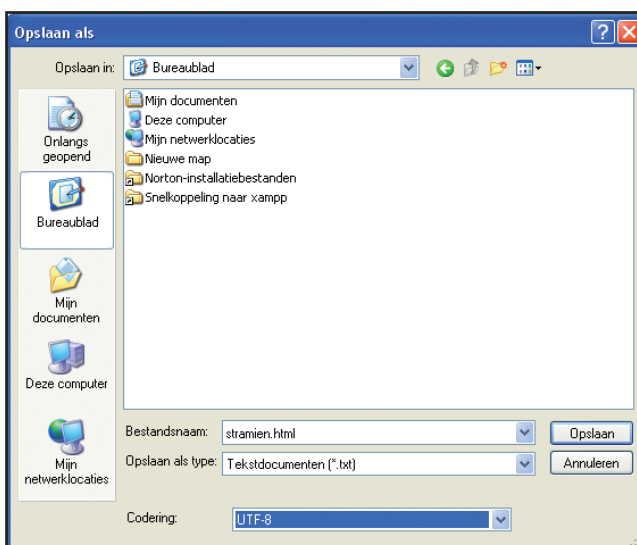 Opslaan als
Opslaan in:
Bureaublad
Onlangs
geopend
Bureaublad
Mijn
documenten
Deze computer
Mijn
netwerklocaties
Mijn documenten
Deze computer
Mijn netwerklocaties
Nieuwe map
Norton-installatiebestanden
Snelkoppeling naar xampp
Bestandsnaam:
stramien.html
Opslaan
Opslaan als type:
Tekstdocumenten (*.txt)
Annuleren
Codering:
UTF-8